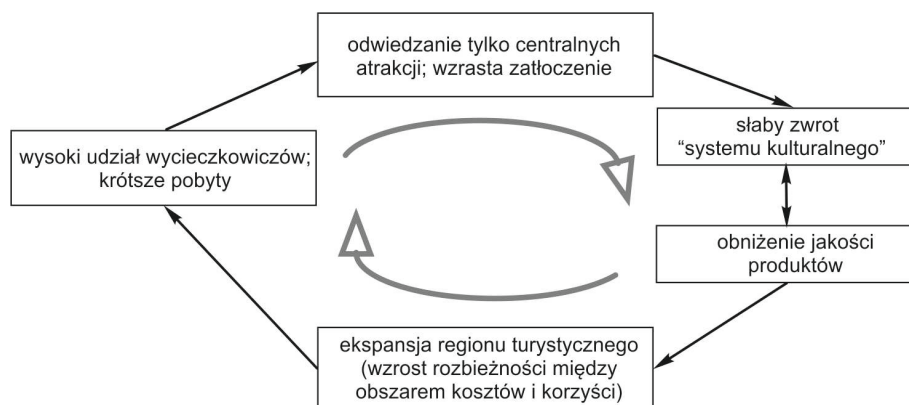 odwiedzanie tylko centralnych
atrakcji; wzrasta zatłoczenie
słaby zwrot
“systemu kulturalnego”
wysoki udział wycieczkowiczów;
krótsze pobyty
obniżenie jakości
produktów
ekspansja regionu turystycznego
(wzrost rozbieżności między
obszarem kosztów i korzyści)